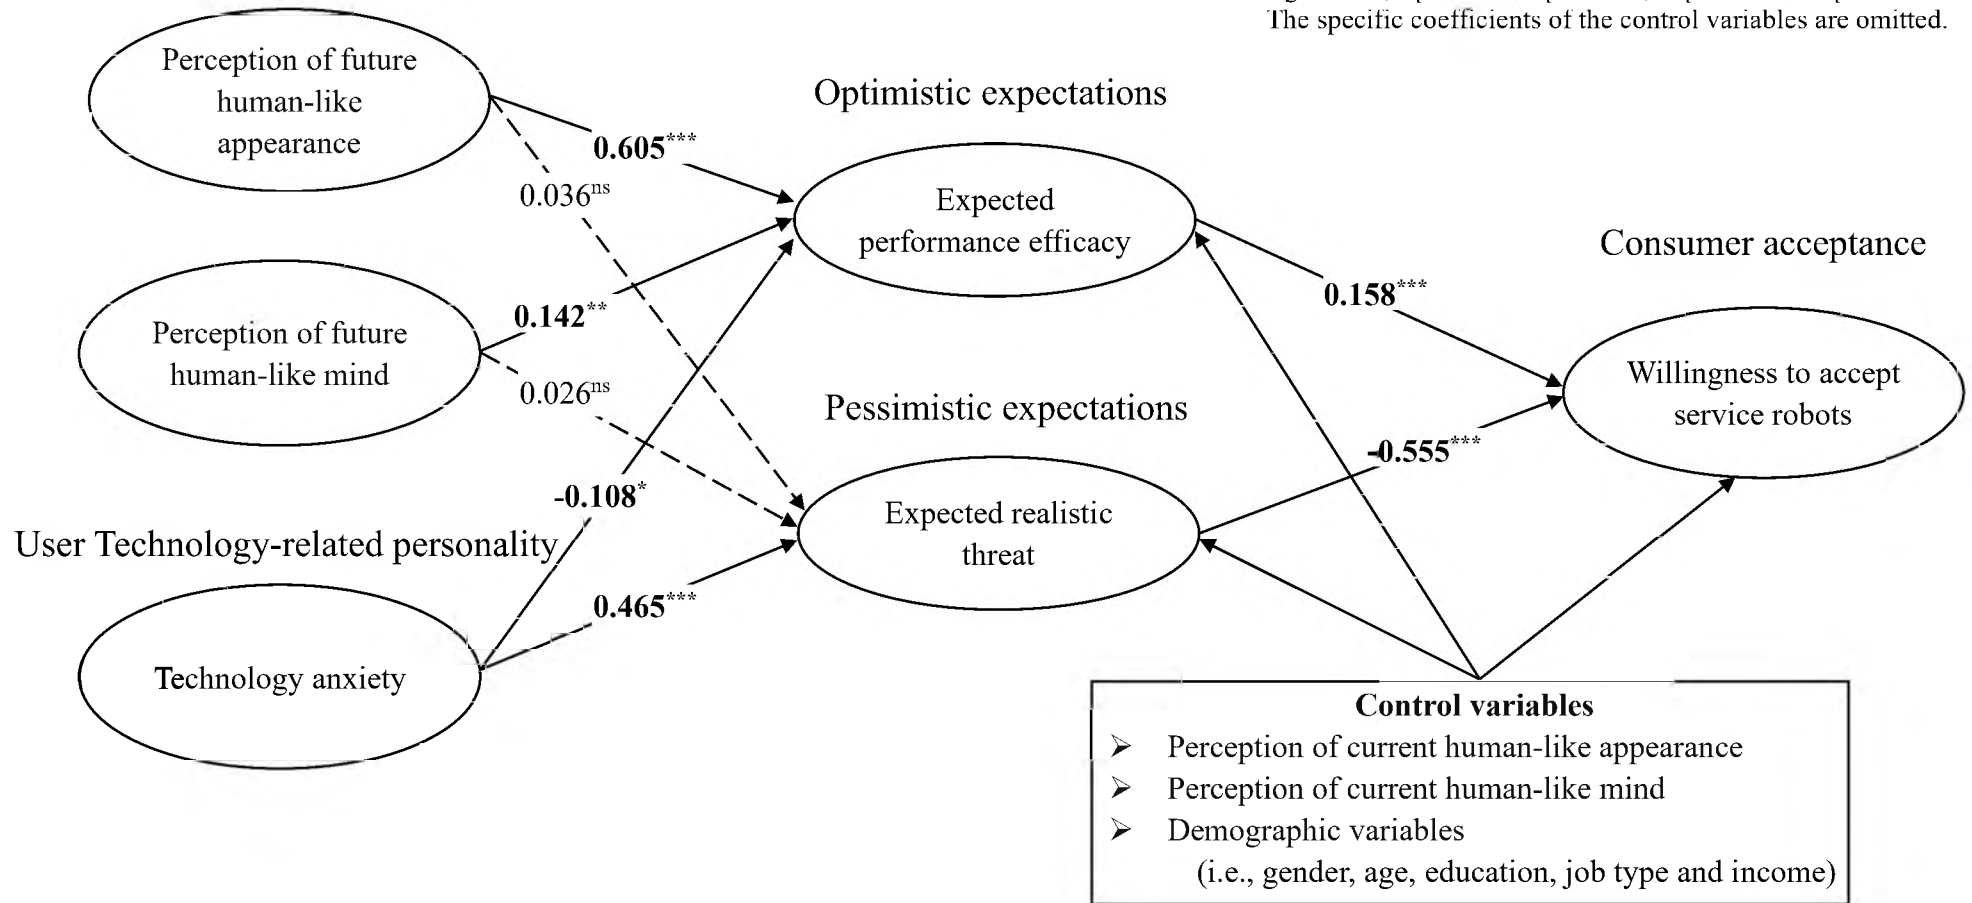 The specific coefficients of the control variables are omitted.
Perception of future
human-like
appearance
Optimistic expectations
0.605***
0.036ns
Expected
performance efficacy
Consumer acceptance
0.158***
0.142**
Perception of future
human-like mind
0.026ns
Pessimistic expectations
Willingness to accept
service robots
-0.555***
-0.108*
Expected realistic
threat
User Technology-related personality
0.465***
Technology anxiety
Control variables
➢ Perception of current human-like appearance
➢ Perception of current human-like mind
➢ Demographic variables
(i.e., gender, age, education, job type and income)